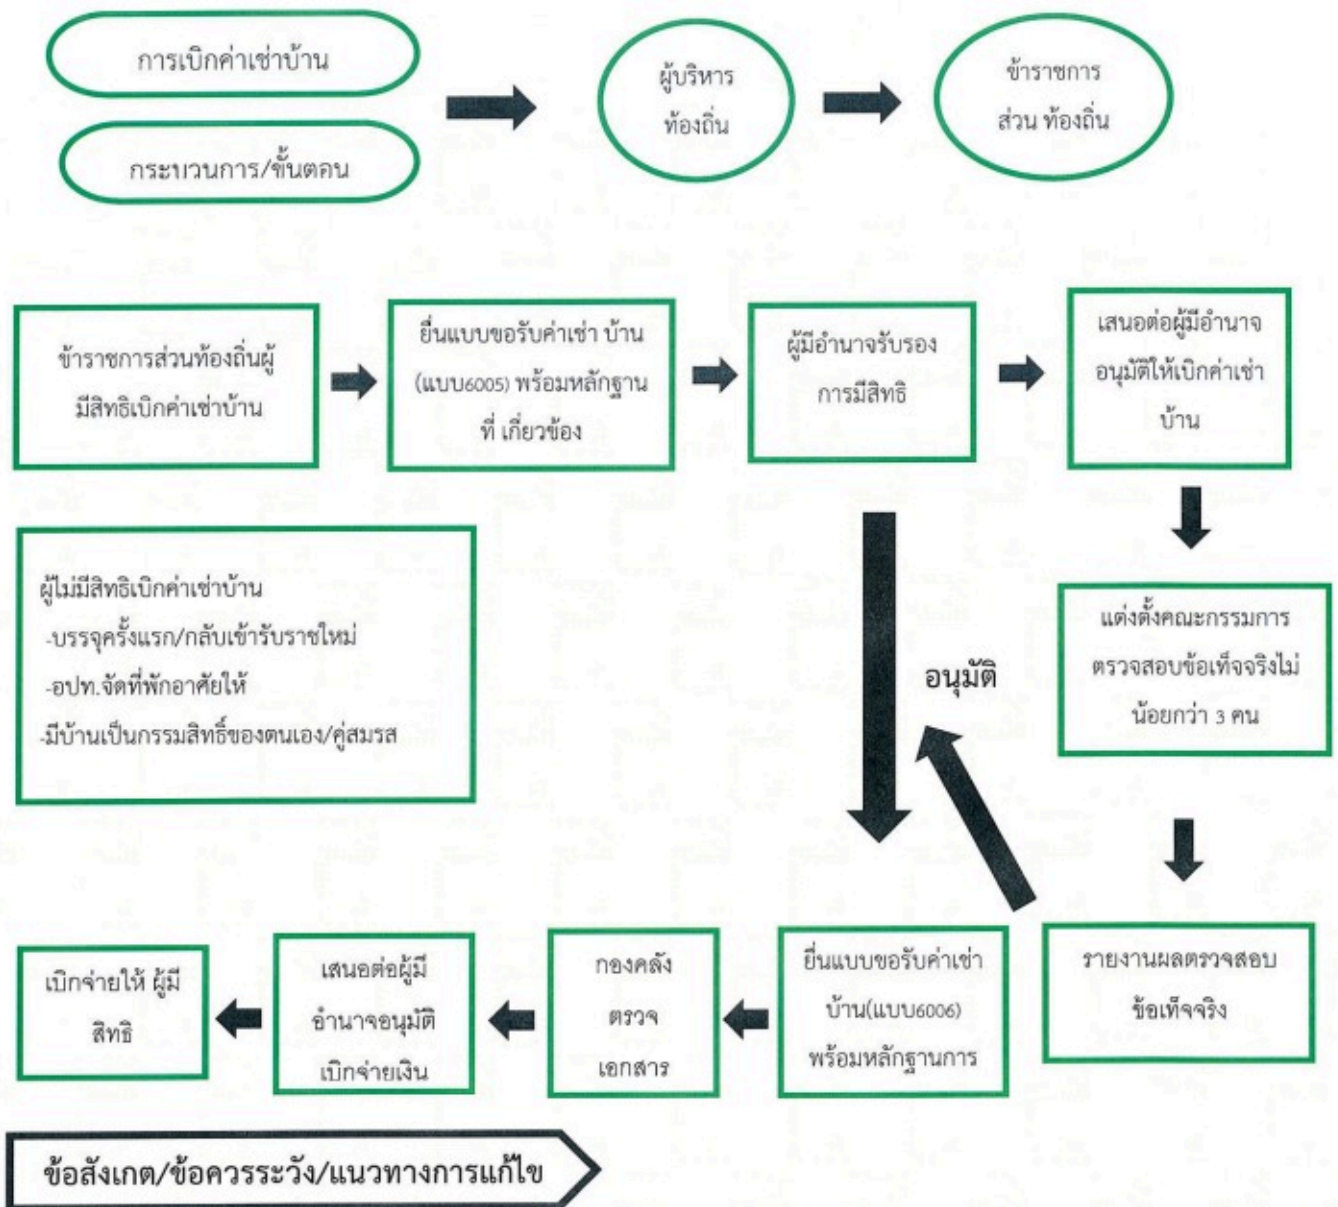 การเบิกค่าเช่าบ้าน
กระบวนการ/ขั้นตอน
ผู้บริหาร
ท้องถิ่น
ข้าราชการ
ส่วน ท้องถิ่น
ข้าราชการส่วนท้องถิ่นผู้
มีสิทธิเบิกค่าเช่าบ้าน
ยื่นแบบขอรับค่าเช่า บ้าน
(แบบ6005) พร้อมหลักฐาน
ที่ เกี่ยวข้อง
ผู้มีอำนาจรับรอง
การมีสิทธิ
เสนอต่อผู้มีอำนาจ
อนุมัติให้เบิกค่าเช่า
บ้าน
ผู้ไม่มีสิทธิเบิกค่าเช่าบ้าน
-บรรจุครั้งแรก/กลับเข้ารับราชใหม่
-อปท.จัดที่พักอาศัยให้
-มีบ้านเป็นกรรมสิทธิ์ของตนเอง/คู่สมรส
อนุมัติ
แต่งตั้งคณะกรรมการ
ตรวจสอบข้อเท็จจริงไม่
น้อยกว่า 3 คน
รายงานผลตรวจสอบ
ข้อเท็จจริง
ยื่นแบบขอรับค่าเช่า
บ้าน(แบบ6006)
พร้อมหลักฐานการ
กองคลัง
ตรวจ
เอกสาร
เสนอต่อผู้มี
อำนาจอนุมัติ
เบิกจ่ายเงิน
เบิกจ่ายให้ ผู้มี
สิทธิ
ข้อสังเกต/ข้อควรระวัง/แนวทางการแก้ไข